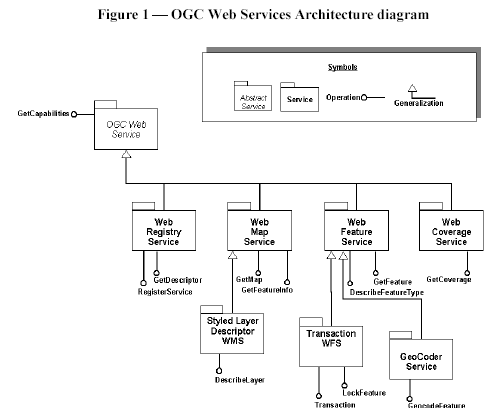 Figure 1 — OGC Web Services Architecture diagram
Symbols
Abstract
Service
Service
Operation
Generalization
GetCapabilities
OGC Web
Service
Web
Registry
Service
Web
Map
Service
Web
Feature
Service
Web
Coverage
Service
GetDescriptor
RegisterService
GetMap
GetFeatureInfo
GetFeature
DescribeFeatureType
GetCoverage
Styled Layer
Descriptor
WMS
Transaction
WFS
GeoCoder
Service
DescribeLayer
LockFeature
Transaction
GeocodeFeature